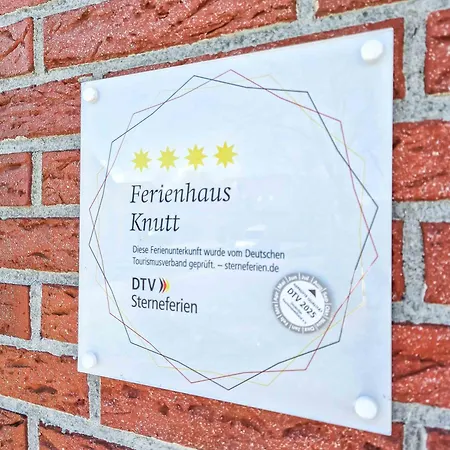 Ferienhaus
Knutt
Diese Ferienunterkunft wurde vom Deutschen
Tourismusverband geprüft. – sterneferien.de
DTV
Sterneferien
DTV 2025